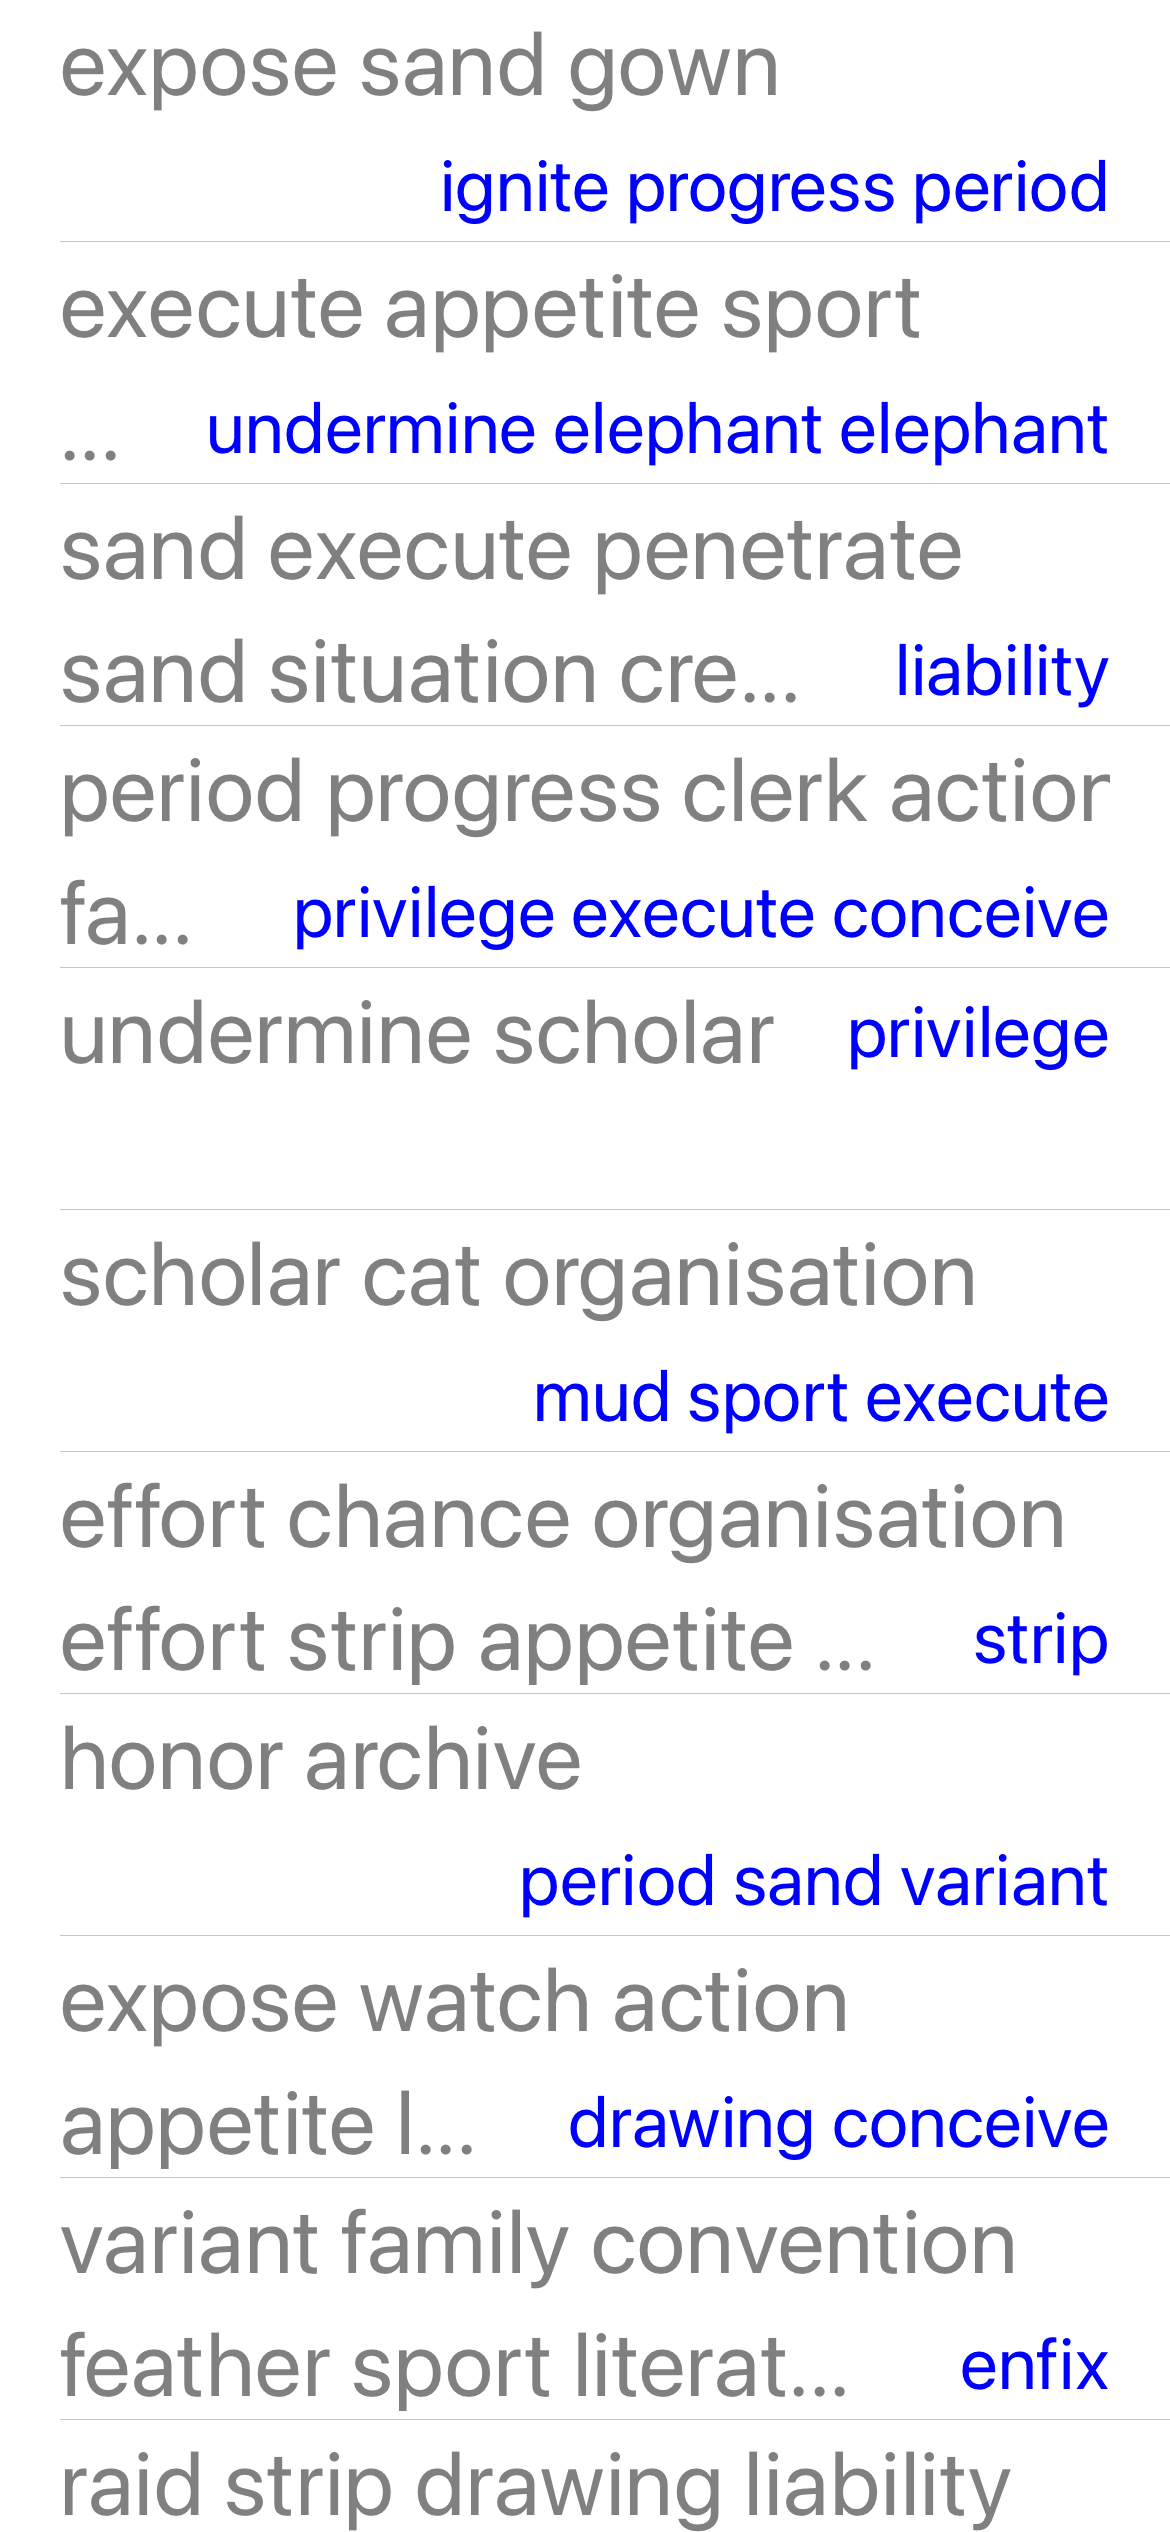 expose sand gown
ignite progress period
execute appetite sport
... undermine elephant elephant
sand execute penetrate
sand situation cre... liability
period progress clerk action
fa... privilege execute conceive
undermine scholar privilege
scholar cat organisation
mud sport execute
effort chance organisation
effort strip appetite ... strip
honor archive
period sand variant
expose watch action
appetite l... drawing conceive
variant family convention
feather sport literat... enfix
raid strip drawing liability